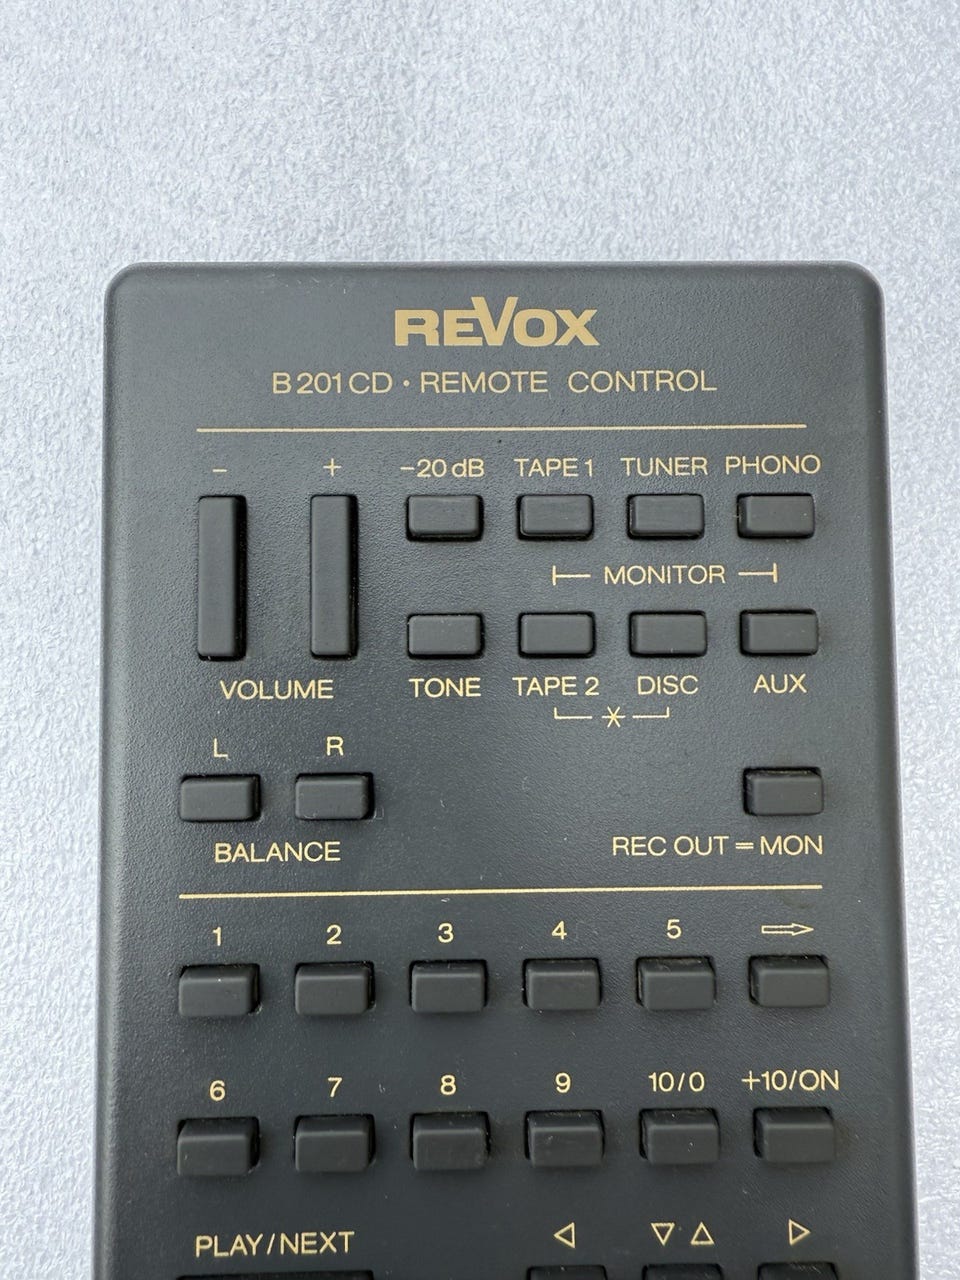 REVOX
B201CD · REMOTE CONTROL
− + −20 dB TAPE 1 TUNER PHONO
MONITOR
VOLUME TONE TAPE 2 DISC AUX
*
L R
BALANCE REC OUT = MON
1 2 3 4 5 ⇨
6 7 8 9 10/0 +10/ON
PLAY/NEXT ◁ ▽ △ ▷